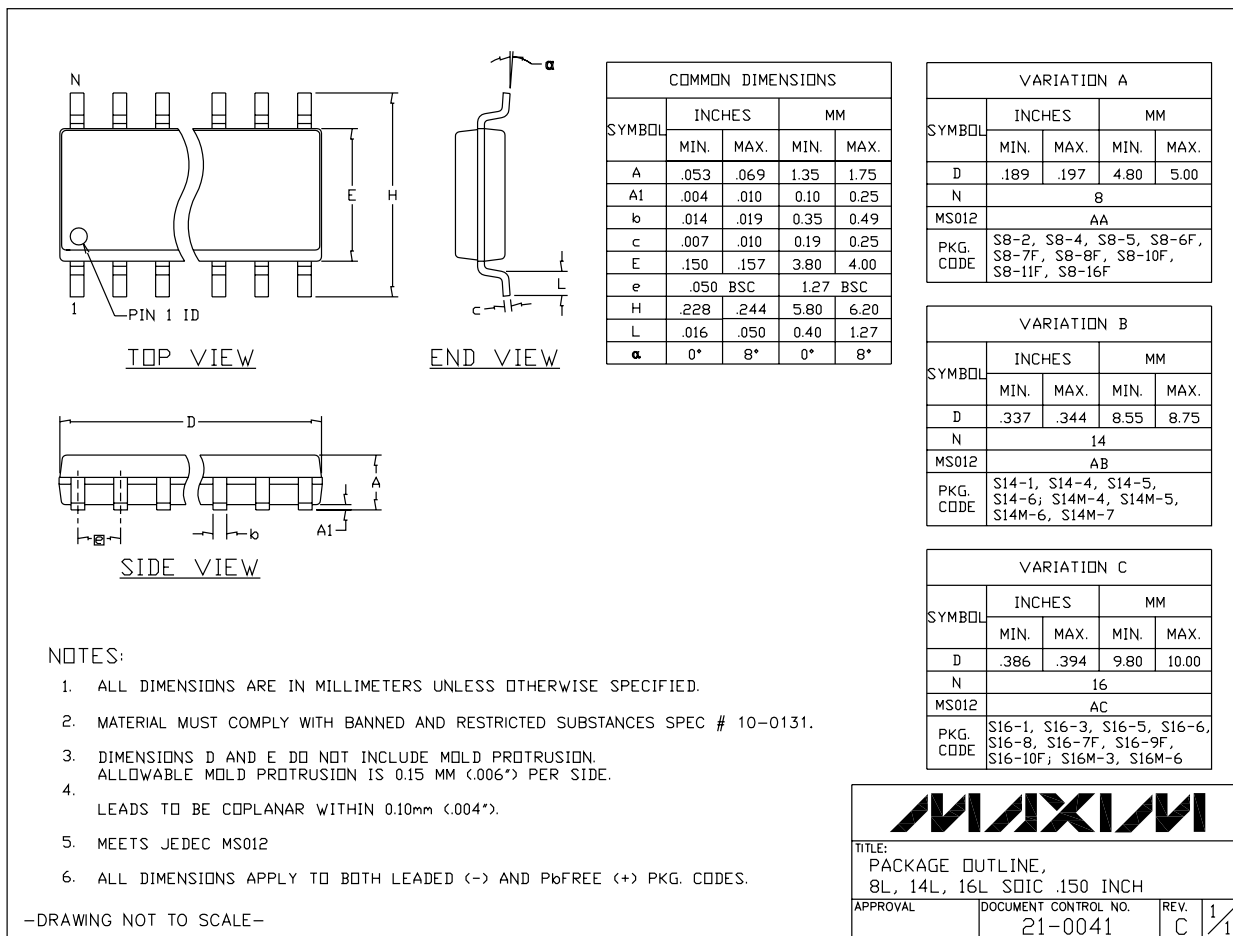 N
α
E
H
L
c
1
PIN 1 ID
TOP VIEW
END VIEW
D
A
A1
e
b
SIDE VIEW
COMMON DIMENSIONS
SYMBOL INCHES MM
MIN. MAX. MIN. MAX.
A .053 .069 1.35 1.75
A1 .004 .010 0.10 0.25
b .014 .019 0.35 0.49
c .007 .010 0.19 0.25
E .150 .157 3.80 4.00
e .050 BSC 1.27 BSC
H .228 .244 5.80 6.20
L .016 .050 0.40 1.27
α 0° 8° 0° 8°
VARIATION A
SYMBOL INCHES MM
MIN. MAX. MIN. MAX.
D .189 .197 4.80 5.00
N 8
MS012 AA
PKG. CODE S8-2, S8-4, S8-5, S8-6F,
S8-7F, S8-8F, S8-10F,
S8-11F, S8-16F
VARIATION B
SYMBOL INCHES MM
MIN. MAX. MIN. MAX.
D .337 .344 8.55 8.75
N 14
MS012 AB
PKG. CODE S14-1, S14-4, S14-5,
S14-6; S14M-4, S14M-5,
S14M-6, S14M-7
VARIATION C
SYMBOL INCHES MM
MIN. MAX. MIN. MAX.
D .386 .394 9.80 10.00
N 16
MS012 AC
PKG. CODE S16-1, S16-3, S16-5, S16-6,
S16-8, S16-7F, S16-9F,
S16-10F; S16M-3, S16M-6
NOTES:
1. ALL DIMENSIONS ARE IN MILLIMETERS UNLESS OTHERWISE SPECIFIED.
2. MATERIAL MUST COMPLY WITH BANNED AND RESTRICTED SUBSTANCES SPEC # 10-0131.
3. DIMENSIONS D AND E DO NOT INCLUDE MOLD PROTRUSION.
ALLOWABLE MOLD PROTRUSION IS 0.15 MM (.006") PER SIDE.
4.
LEADS TO BE COPLANAR WITHIN 0.10mm (.004").
5. MEETS JEDEC MS012
6. ALL DIMENSIONS APPLY TO BOTH LEADED (-) AND PbFREE (+) PKG. CODES.
-DRAWING NOT TO SCALE-
MAXIM
TITLE:
PACKAGE OUTLINE,
8L, 14L, 16L SOIC .150 INCH
APPROVAL DOCUMENT CONTROL NO. REV.
21-0041 C 1/1